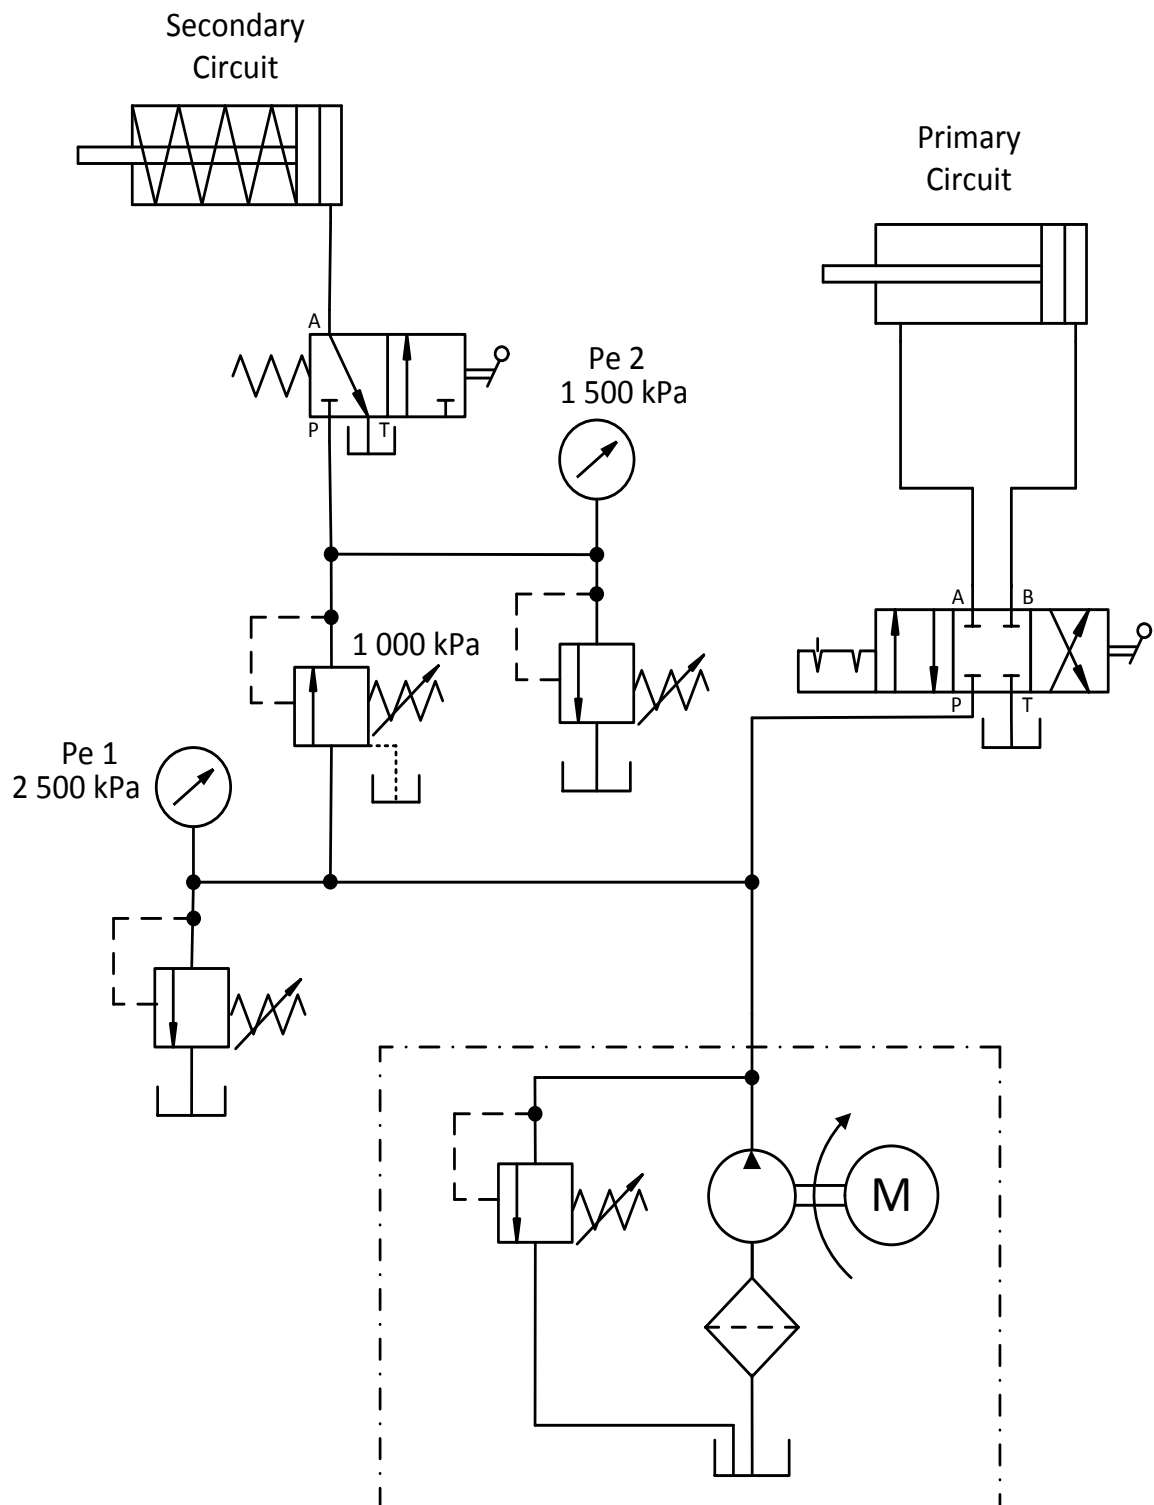 Secondary
Circuit
Primary
Circuit
A
P
T
Pe 2
1 500 kPa
A
B
P
T
1 000 kPa
Pe 1
2 500 kPa
M